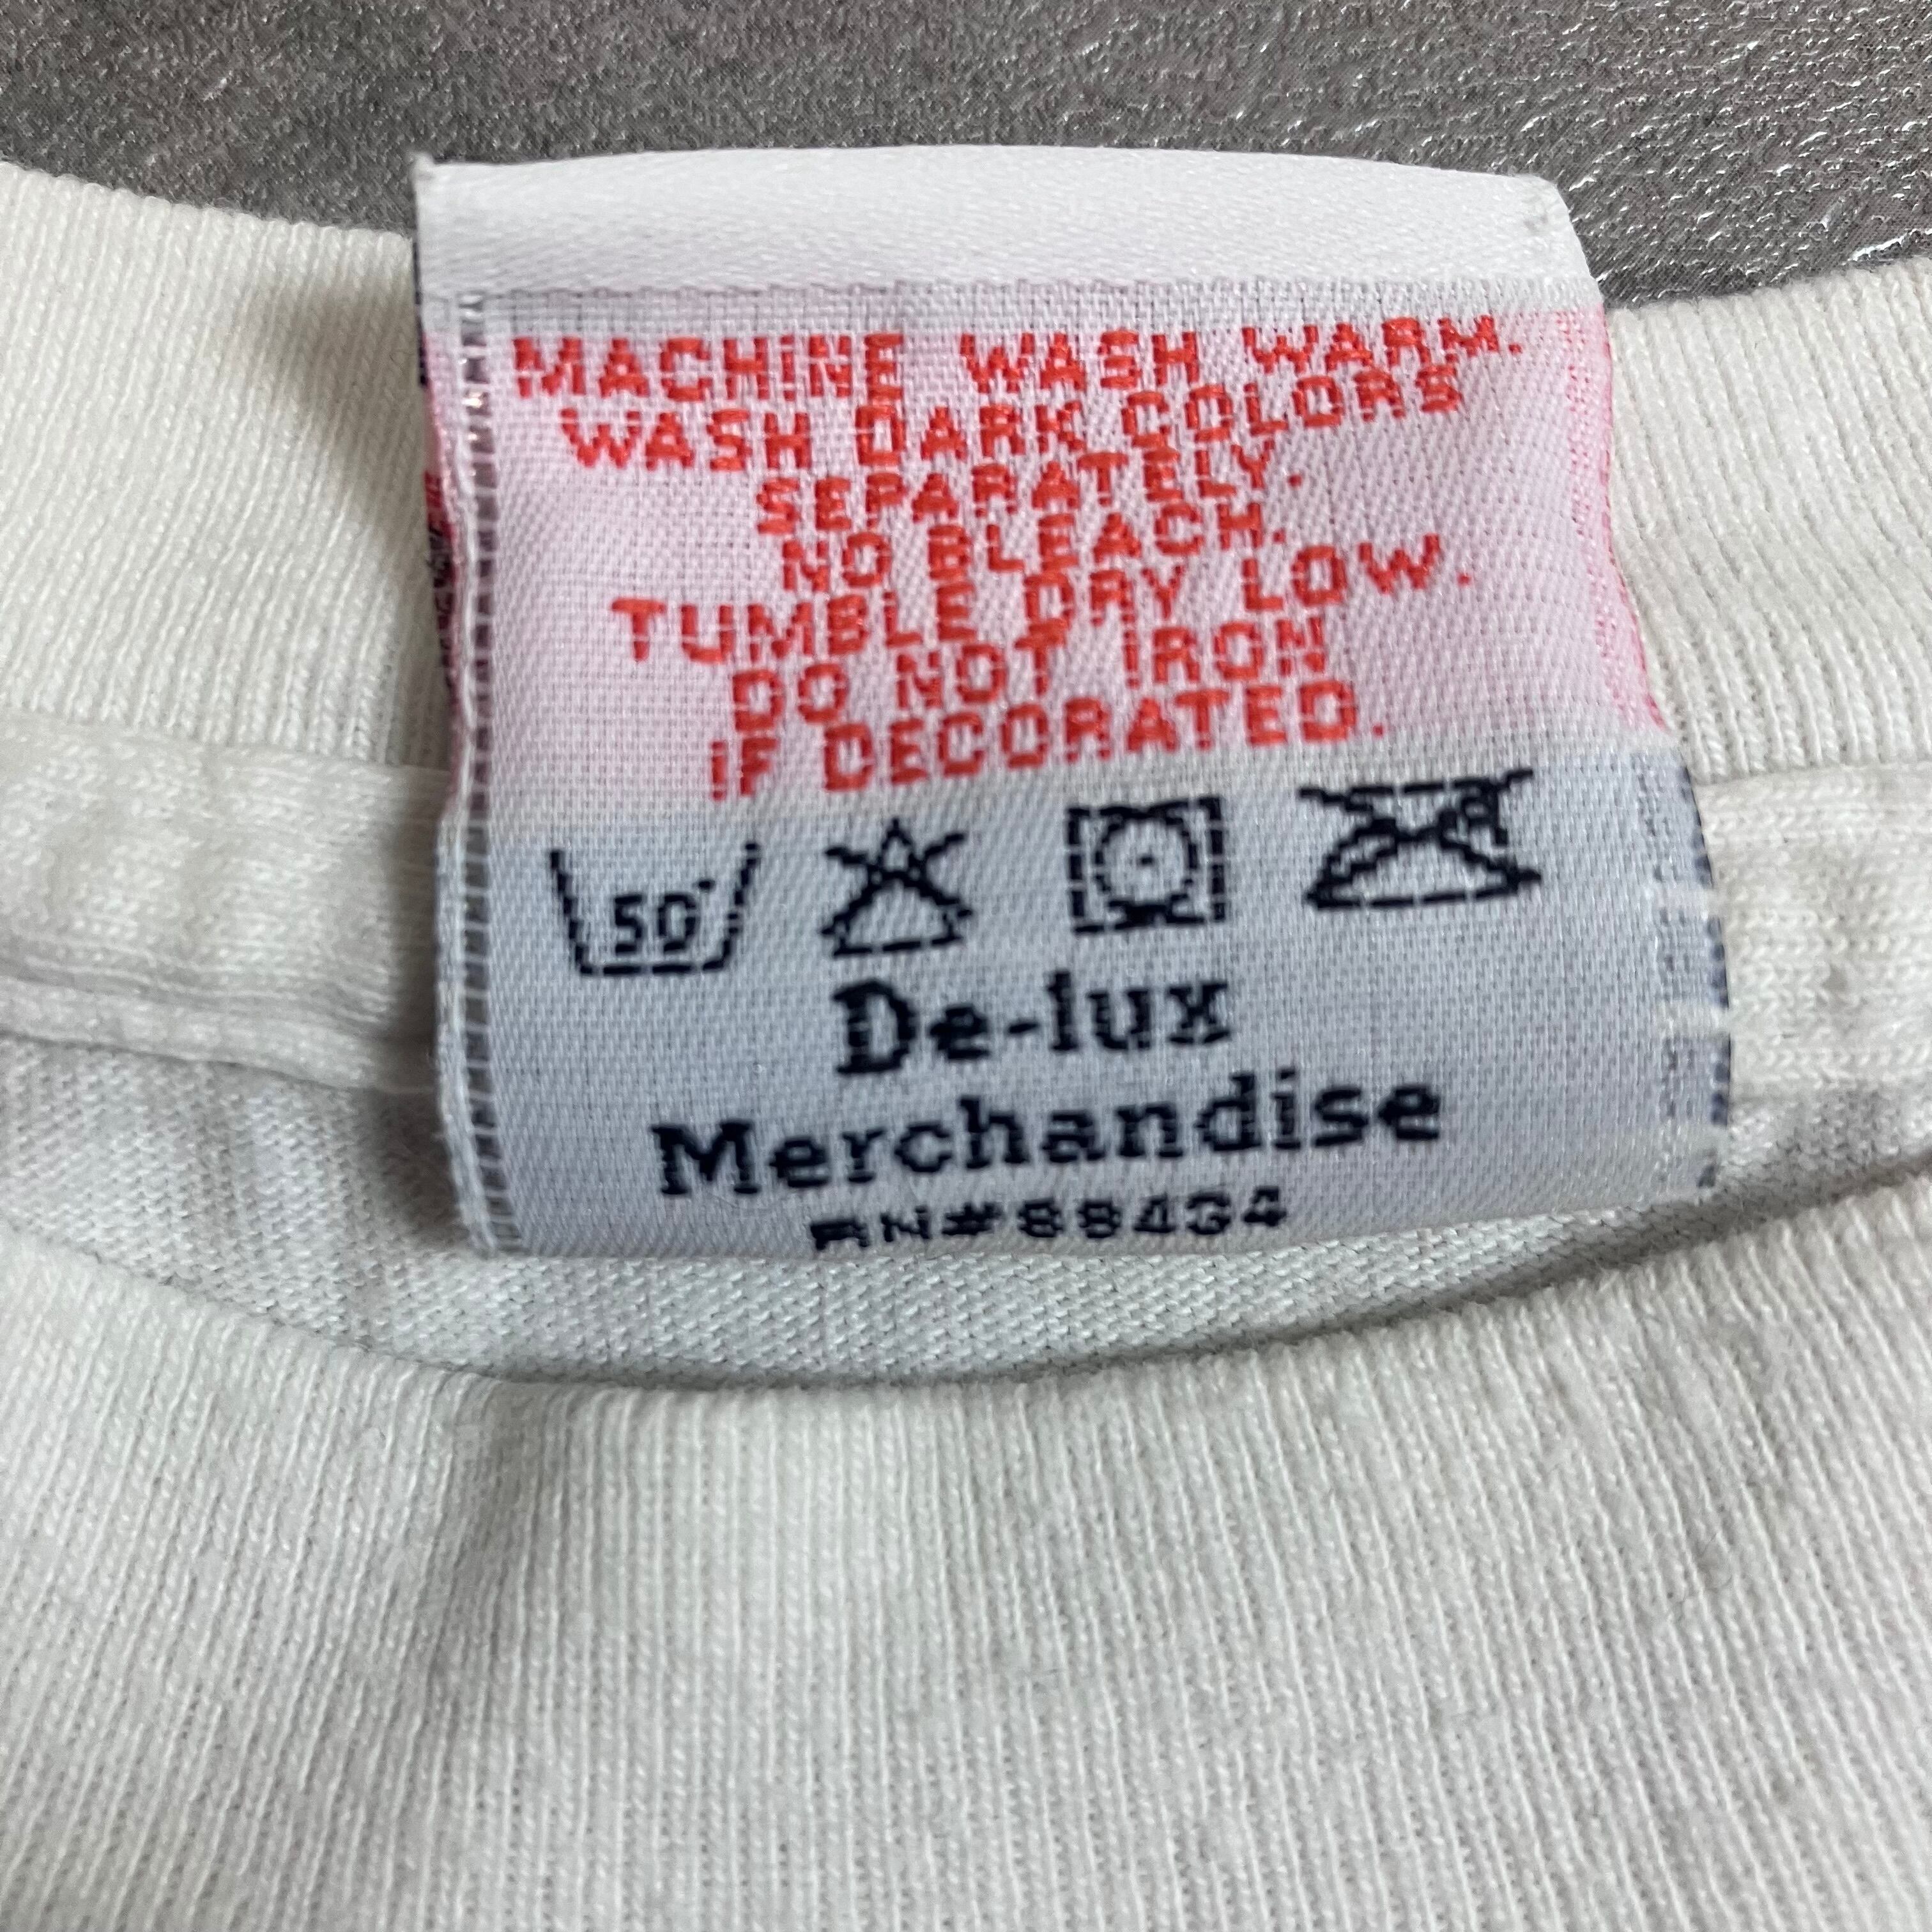 MACHINE WASH WARM.
WASH DARK COLORS
SEPARATELY.
NO BLEACH.
TUMBLE DRY LOW.
DO NOT IRON
IF DECORATED.
50°
De-lux
Merchandise
RN#88434